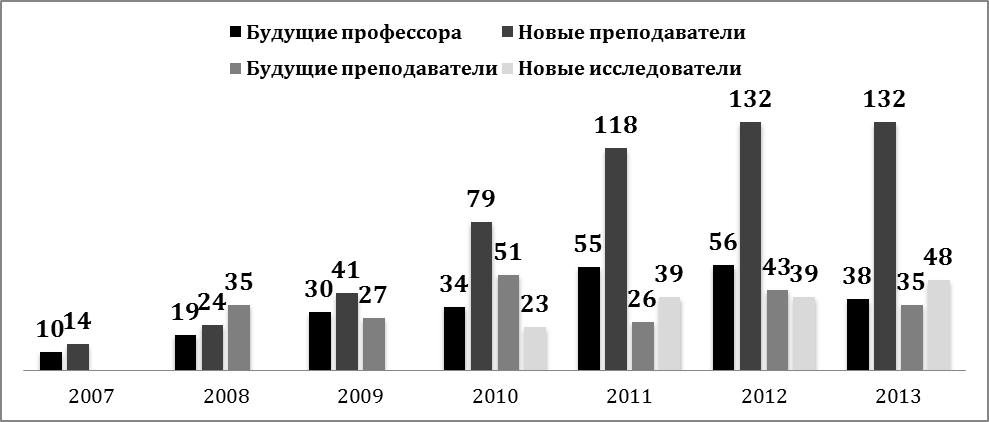 Будущие профессора Новые преподаватели
Будущие преподаватели Новые исследователи
10 14
19 24 35
30 41 27
34 79 51 23
55 118 26 39
56 132 43 39
38 132 35 48
2007 2008 2009 2010 2011 2012 2013